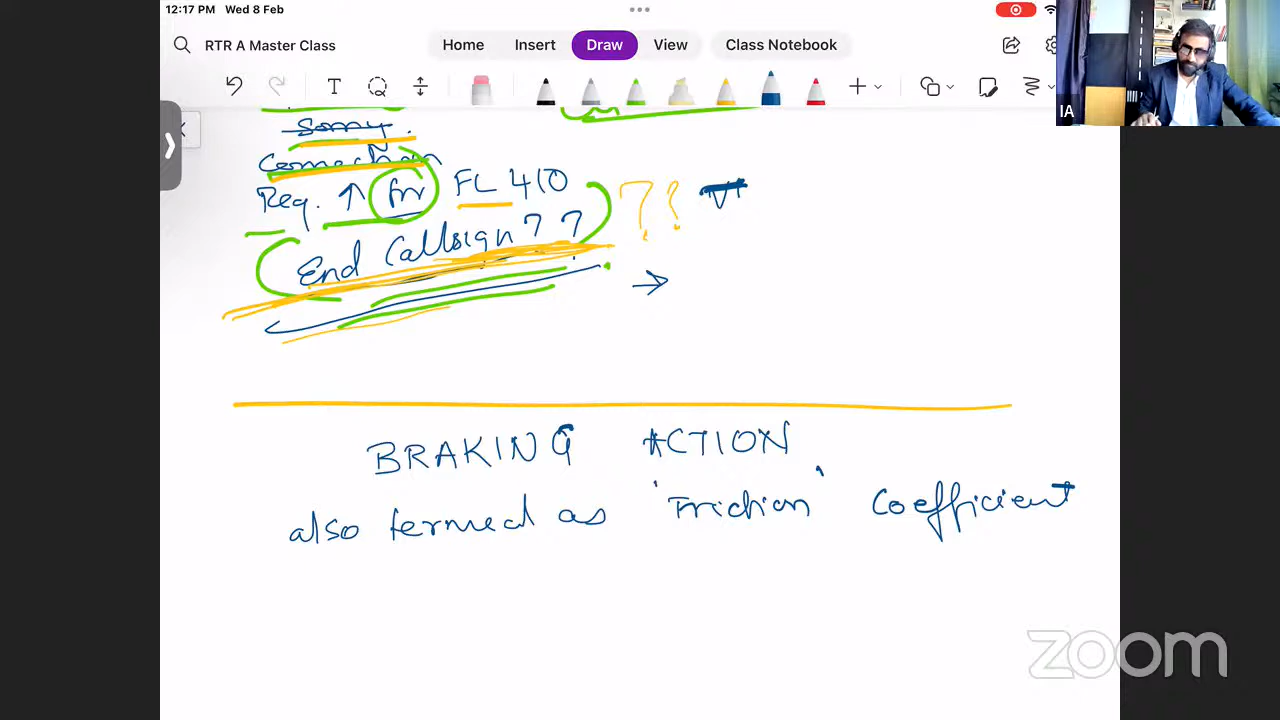 12:17 PM Wed 8 Feb
RTR A Master Class
Home Insert Draw View Class Notebook
IA
Sorry.
Correction
Req. ↑ for FL 410
End Callsign ? ? ? ?
→
BRAKING ACTION
also termed as 'Friction' Coefficient
zoom